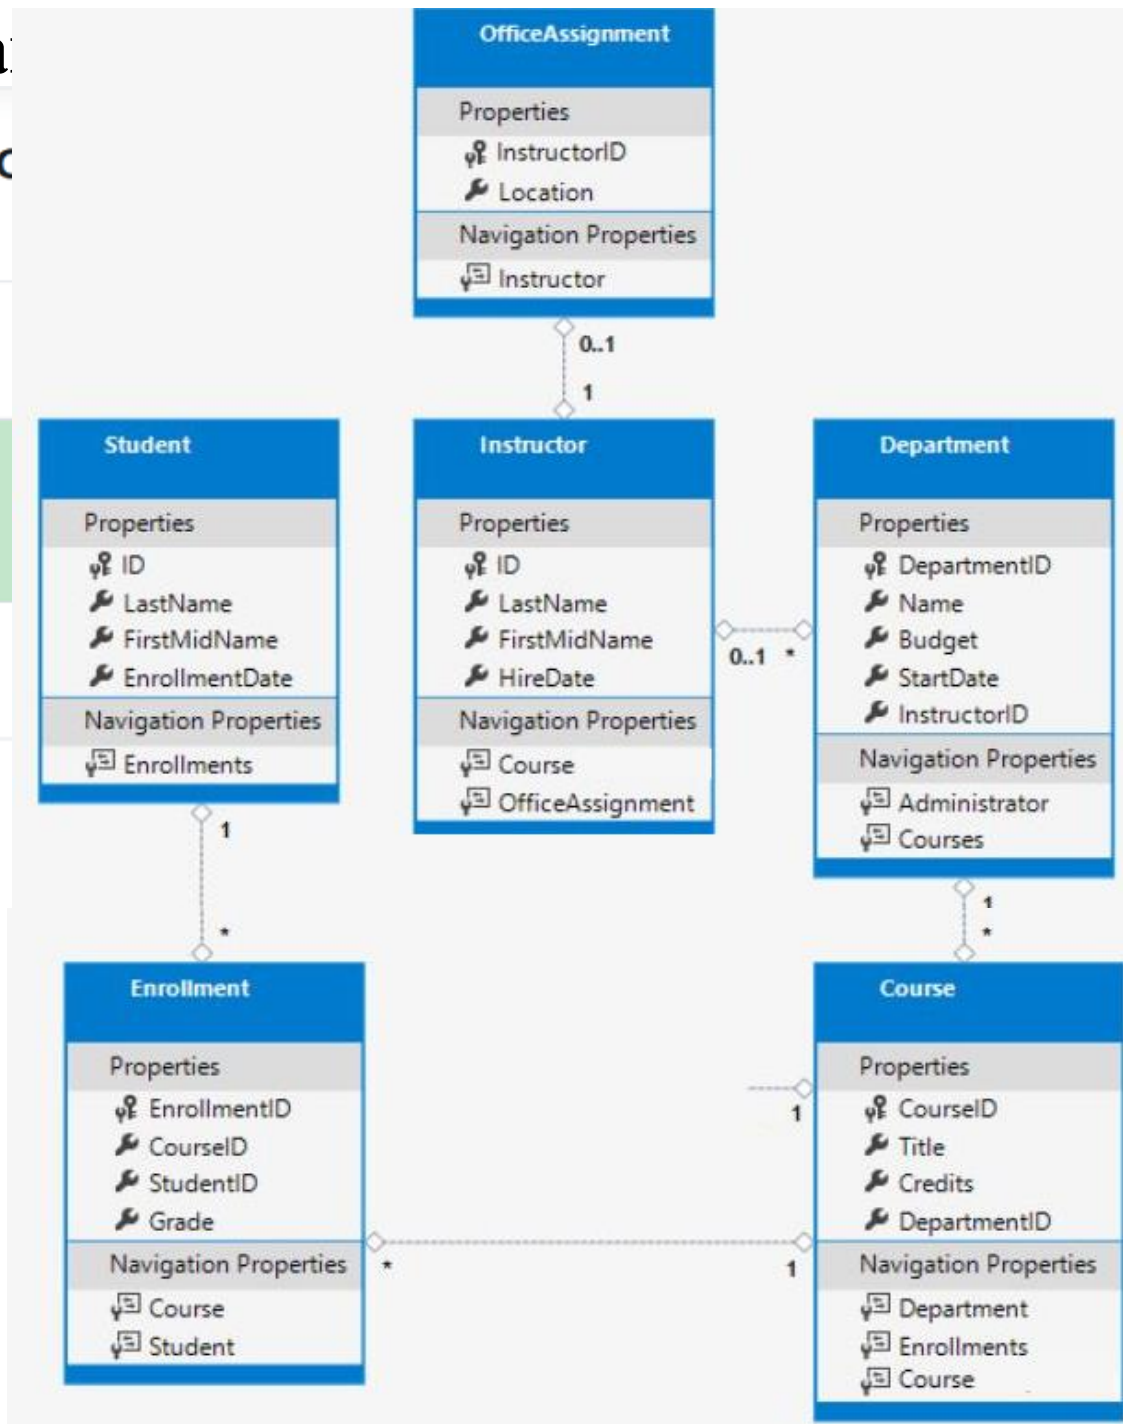 OfficeAssignment
Properties
InstructorID
Location
Navigation Properties
Instructor
0..1
1
Student
Properties
ID
LastName
FirstMidName
EnrollmentDate
Navigation Properties
Enrollments
1
*
Instructor
Properties
ID
LastName
FirstMidName
HireDate
Navigation Properties
Course
OfficeAssignment
0..1 *
Department
Properties
DepartmentID
Name
Budget
StartDate
InstructorID
Navigation Properties
Administrator
Courses
1
*
Enrollment
Properties
EnrollmentID
CourseID
StudentID
Grade
Navigation Properties
Course
Student
*
1
1
Course
Properties
CourseID
Title
Credits
DepartmentID
Navigation Properties
Department
Enrollments
Course